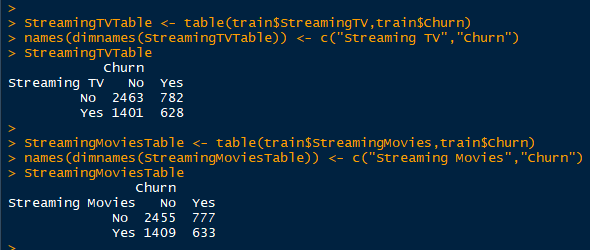 >
> StreamingTVTable <- table(train$StreamingTV,train$Churn)
> names(dimnames(StreamingTVTable)) <- c("Streaming TV","Churn")
> StreamingTVTable
            Churn
Streaming TV   No  Yes
         No  2463  782
         Yes 1401  628
>
> StreamingMoviesTable <- table(train$StreamingMovies,train$Churn)
> names(dimnames(StreamingMoviesTable)) <- c("Streaming Movies","Churn")
> StreamingMoviesTable
                Churn
Streaming Movies   No  Yes
             No  2455  777
             Yes 1409  633
>